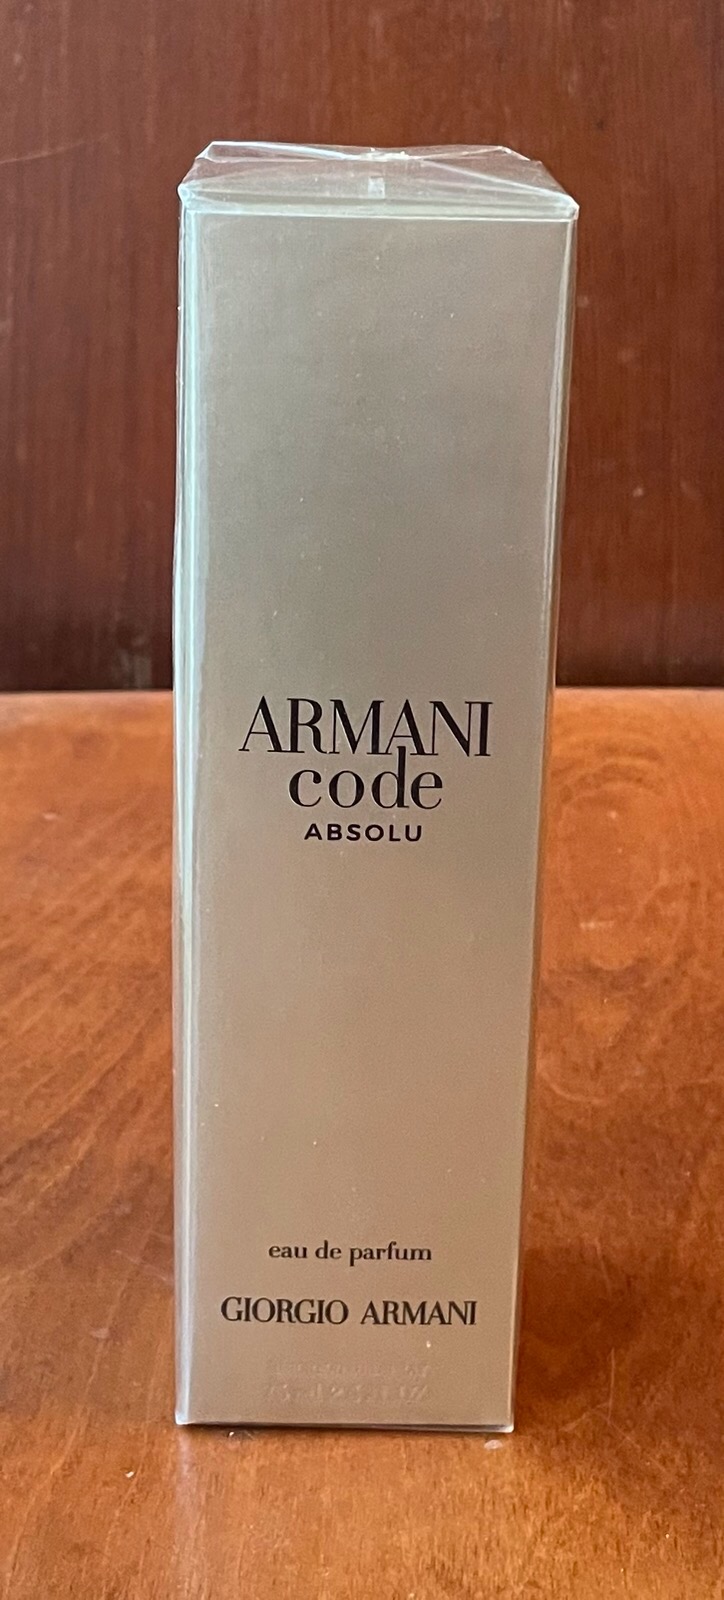 ARMANI
code
ABSOLU
eau de parfum
GIORGIO ARMANI